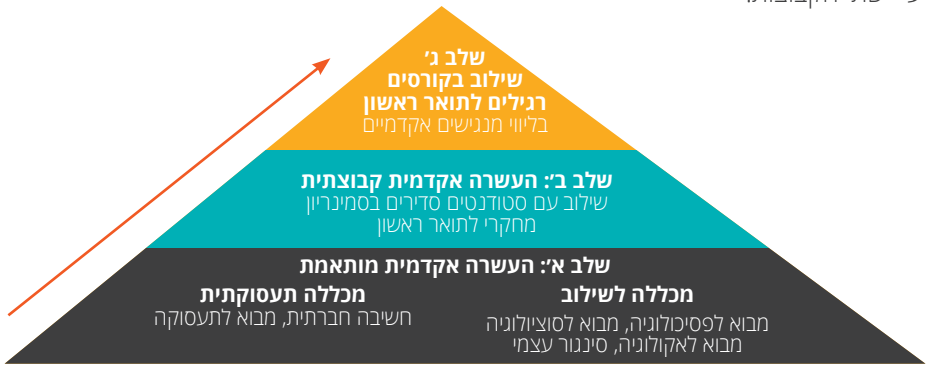 שלב ג׳
שילוב בקורסים
רגילים לתואר ראשון
בליווי מנגישים אקדמיים
שלב ב׳: העשרה אקדמית קבוצתית
שילוב עם סטודנטים סדירים בסמינריון
מחקרי לתואר ראשון
שלב א׳: העשרה אקדמית מותאמת
מכללה לשילוב
מבוא לפסיכולוגיה, מבוא לסוציולוגיה
מבוא לאקולוגיה, סינגור עצמי
מכללה תעסוקתית
חשיבה חברתית, מבוא לתעסוקה